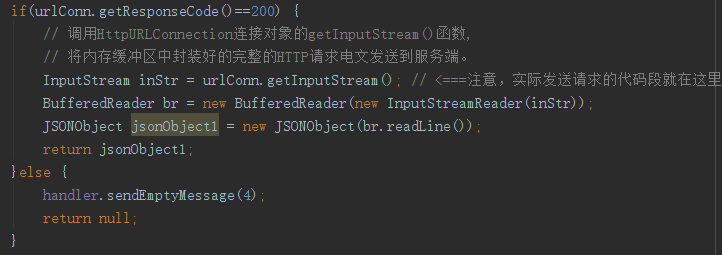 if(urlConn.getResponseCode()==200) {
// 调用HttpURLConnection连接对象的getInputStream()函数,
// 将内存缓冲区中封装好的完整的HTTP请求电文发送到服务端。
InputStream inStr = urlConn.getInputStream(); // <===注意，实际发送请求的代码段就在这里
BufferedReader br = new BufferedReader(new InputStreamReader(inStr));
JSONObject jsonObject1 = new JSONObject(br.readLine());
return jsonObject1;
}else {
handler.sendEmptyMessage(4);
return null;
}